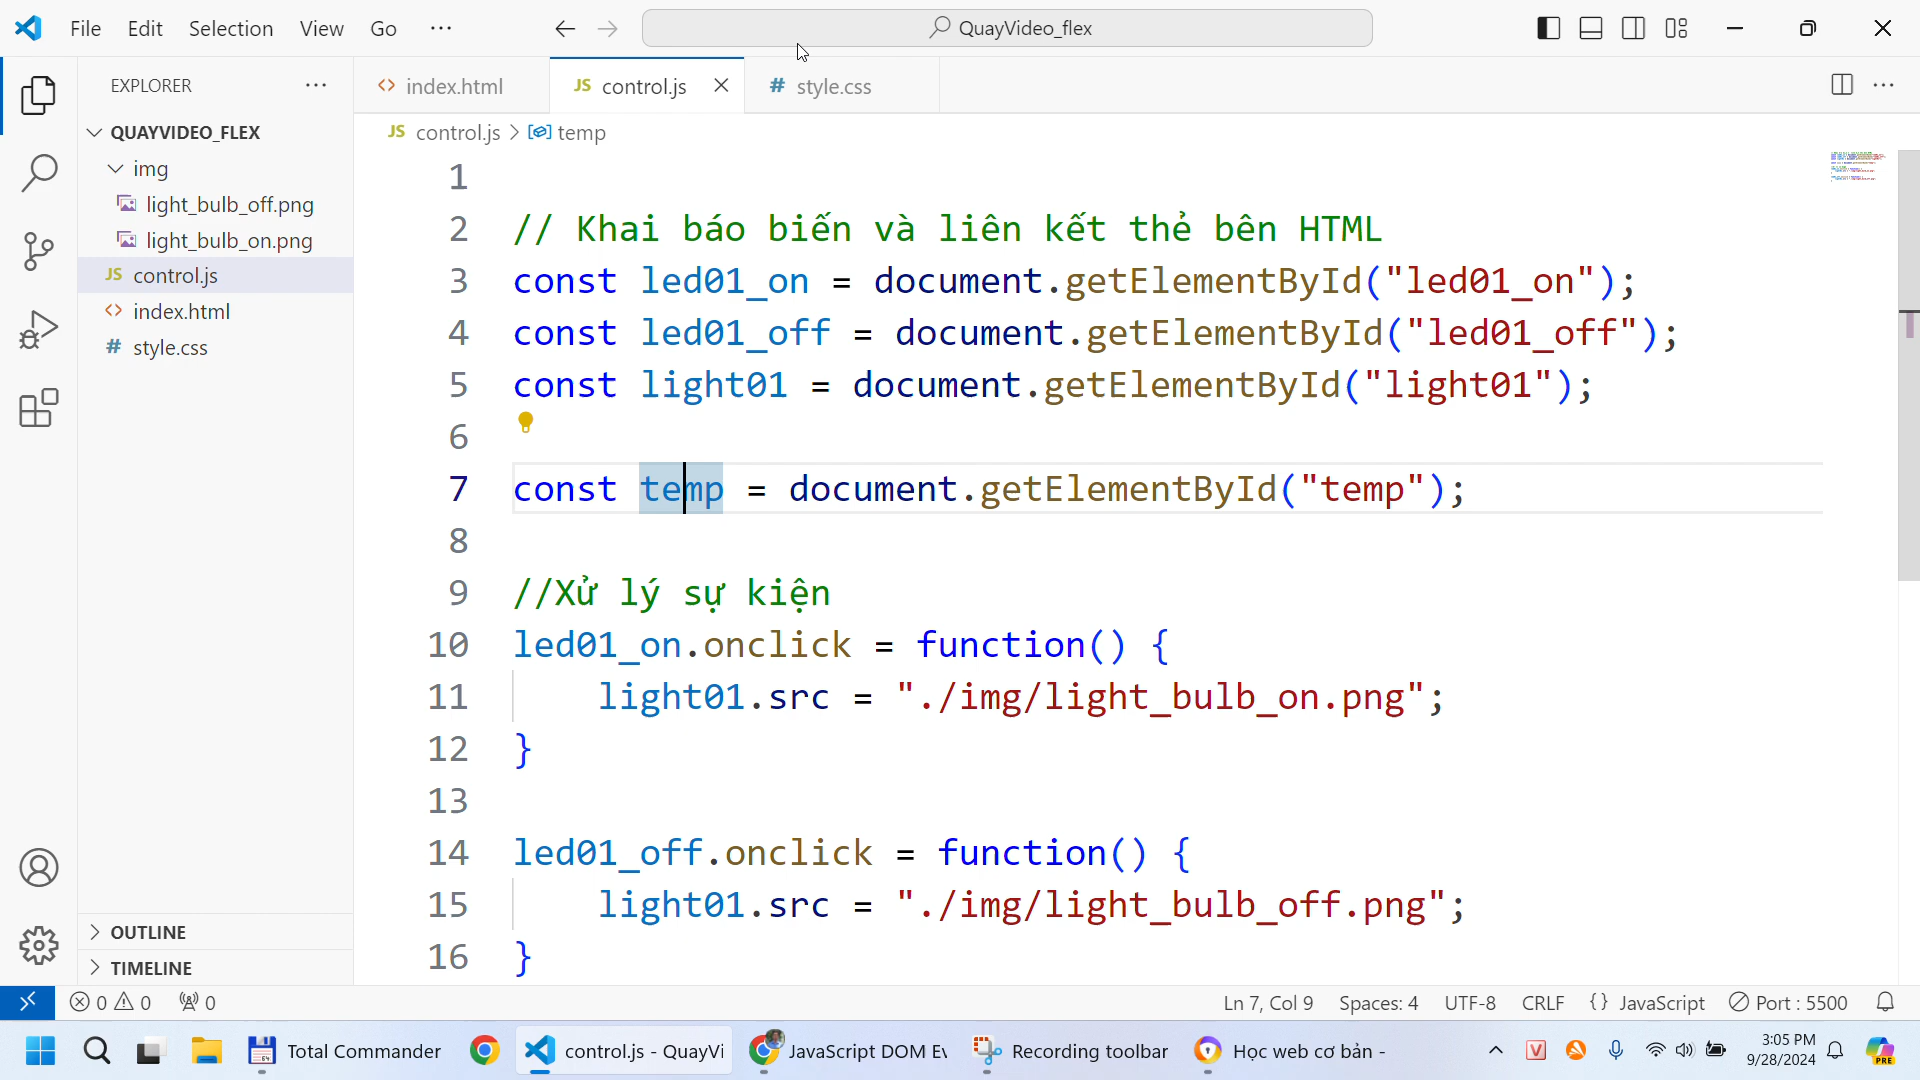 File Edit Selection View Go ···
QuayVideo_flex
EXPLORER ···
QUAYVIDEO_FLEX
img
light_bulb_off.png
light_bulb_on.png
JS control.js
<> index.html
# style.css
OUTLINE
TIMELINE
<> index.html JS control.js # style.css
JS control.js > temp
1
2 // Khai báo biến và liên kết thẻ bên HTML
3 const led01_on = document.getElementById("led01_on");
4 const led01_off = document.getElementById("led01_off");
5 const light01 = document.getElementById("light01");
6
7 const temp = document.getElementById("temp");
8
9 //Xử lý sự kiện
10 led01_on.onclick = function() {
11 light01.src = "./img/light_bulb_on.png";
12 }
13
14 led01_off.onclick = function() {
15 light01.src = "./img/light_bulb_off.png";
16 }
0 0 0 Ln 7, Col 9 Spaces: 4 UTF-8 CRLF {} JavaScript Port : 5500
Total Commander control.js - QuayVi JavaScript DOM Ev Recording toolbar Học web cơ bản - 3:05 PM
9/28/2024